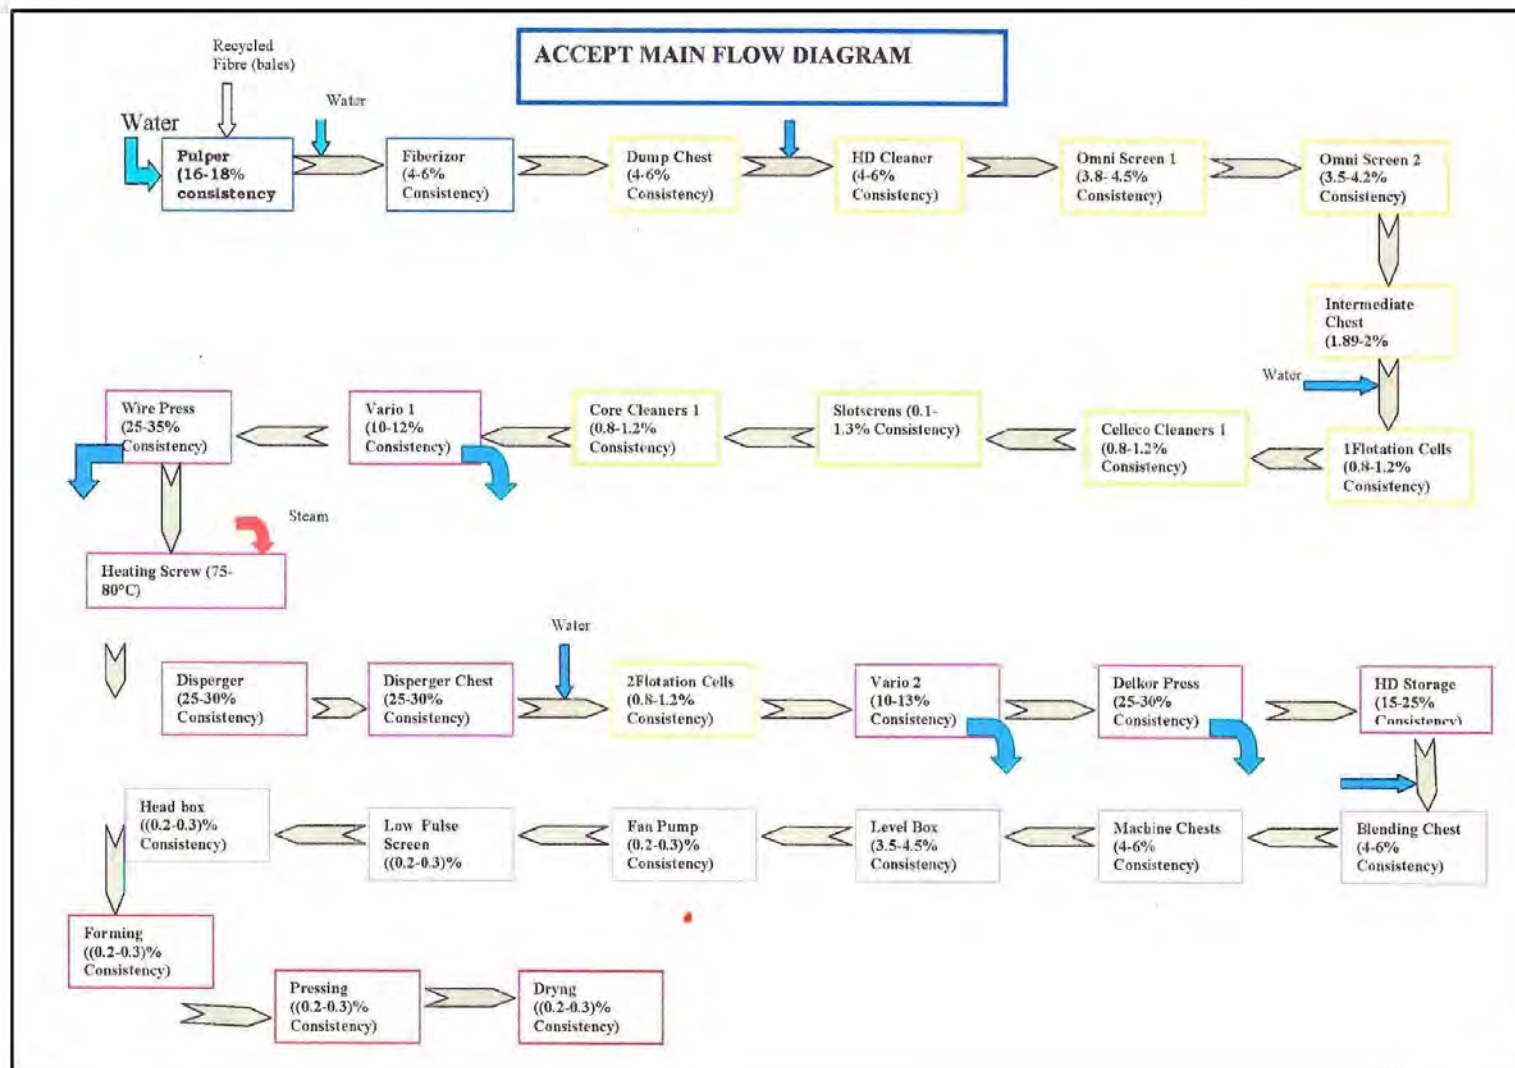 ACCEPT MAIN FLOW DIAGRAM
Recycled
Fibre (bales)
Water
Water
Pulper
(16-18%
consistency
Fiberizor
(4-6%
Consistency)
Dump Chest
(4-6%
Consistency)
HD Cleaner
(4-6%
Consistency)
Omni Screen 1
(3.8- 4.5%
Consistency)
Omni Screen 2
(3.5-4.2%
Consistency)
Intermediate
Chest
(1.89-2%
Water
Wire Press
(25-35%
Consistency)
Vario 1
(10-12%
Consistency)
Core Cleaners 1
(0.8-1.2%
Consistency)
Slotscrens (0.1-
1.3% Consistency)
Celleco Cleaners 1
(0.8-1.2%
Consistency)
1Flotation Cells
(0.8-1.2%
Consistency)
Steam
Heating Screw (75-
80°C)
Water
Disperger
(25-30%
Consistency)
Disperger Chest
(25-30%
Consistency)
2Flotation Cells
(0.8-1.2%
Consistency)
Vario 2
(10-13%
Consistency)
Delkor Press
(25-30%
Consistency)
HD Storage
(15-25%
Consistency)
Head box
((0.2-0.3)%
Consistency)
Low Pulse
Screen
((0.2-0.3)%
Fan Pump
(0.2-0.3)%
Consistency)
Level Box
(3.5-4.5%
Consistency)
Machine Chests
(4-6%
Consistency)
Blending Chest
(4-6%
Consistency)
Forming
((0.2-0.3)%
Consistency)
Pressing
((0.2-0.3)%
Consistency)
Dryng
((0.2-0.3)%
Consistency)